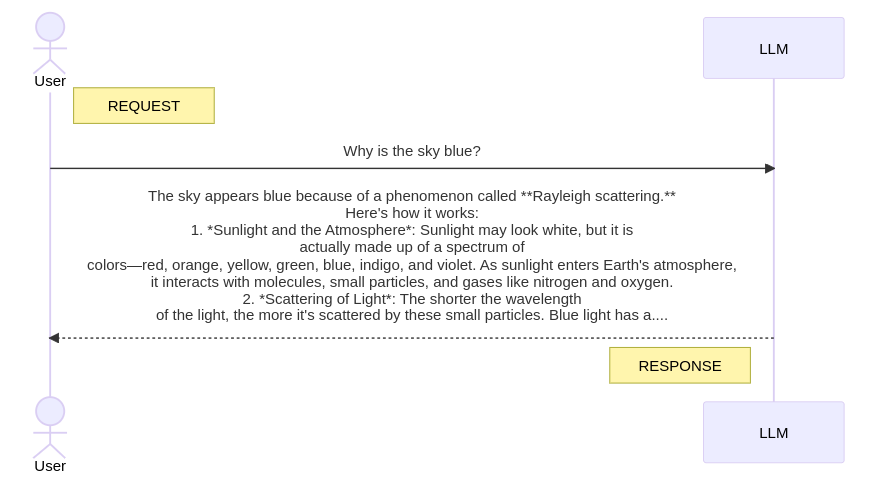 User
LLM
REQUEST
Why is the sky blue?
The sky appears blue because of a phenomenon called **Rayleigh scattering.**
Here's how it works:
1. *Sunlight and the Atmosphere*: Sunlight may look white, but it is
actually made up of a spectrum of
colors—red, orange, yellow, green, blue, indigo, and violet. As sunlight enters Earth's atmosphere,
it interacts with molecules, small particles, and gases like nitrogen and oxygen.
2. *Scattering of Light*: The shorter the wavelength
of the light, the more it's scattered by these small particles. Blue light has a....
RESPONSE
User
LLM